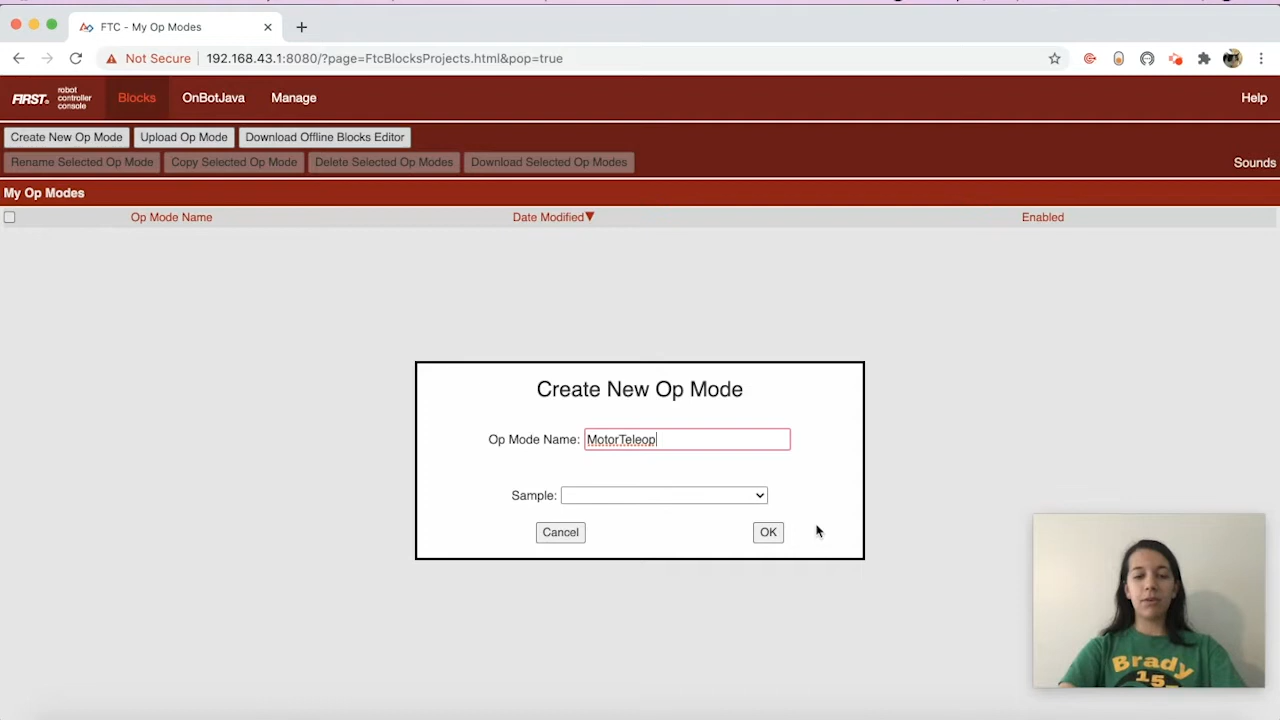 FTC - My Op Modes
Not Secure 192.168.43.1:8080/?page=FtcBlocksProjects.html&pop=true
FIRST. robot controller console Blocks OnBotJava Manage Help
Create New Op Mode Upload Op Mode Download Offline Blocks Editor
Rename Selected Op Mode Copy Selected Op Mode Delete Selected Op Modes Download Selected Op Modes Sounds
My Op Modes
Op Mode Name Date Modified▼ Enabled
Create New Op Mode
Op Mode Name: MotorTeleop
Sample:
Cancel OK
Brady